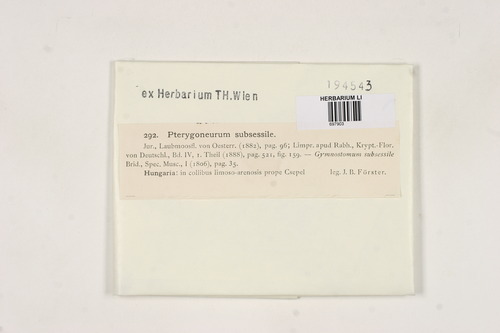 194543
ex Herbarium TH.Wien
HERBARIUM LI
292. Pterygoneurum subsessile.
Jur., Laubmoosfl. von Oesterr. (1882), pag. 96; Limpr. apud Rabh., Krypt.-Flor.
von Deutschl., Bd. IV, 1. Theil (1888), pag. 521, fig. 159. — Gymnostomum subsessile
Brid., Spec. Musc., I (1806), pag. 35.
Hungaria: in collibus limoso-arenosis prope Csepel leg. J. B. Förster.